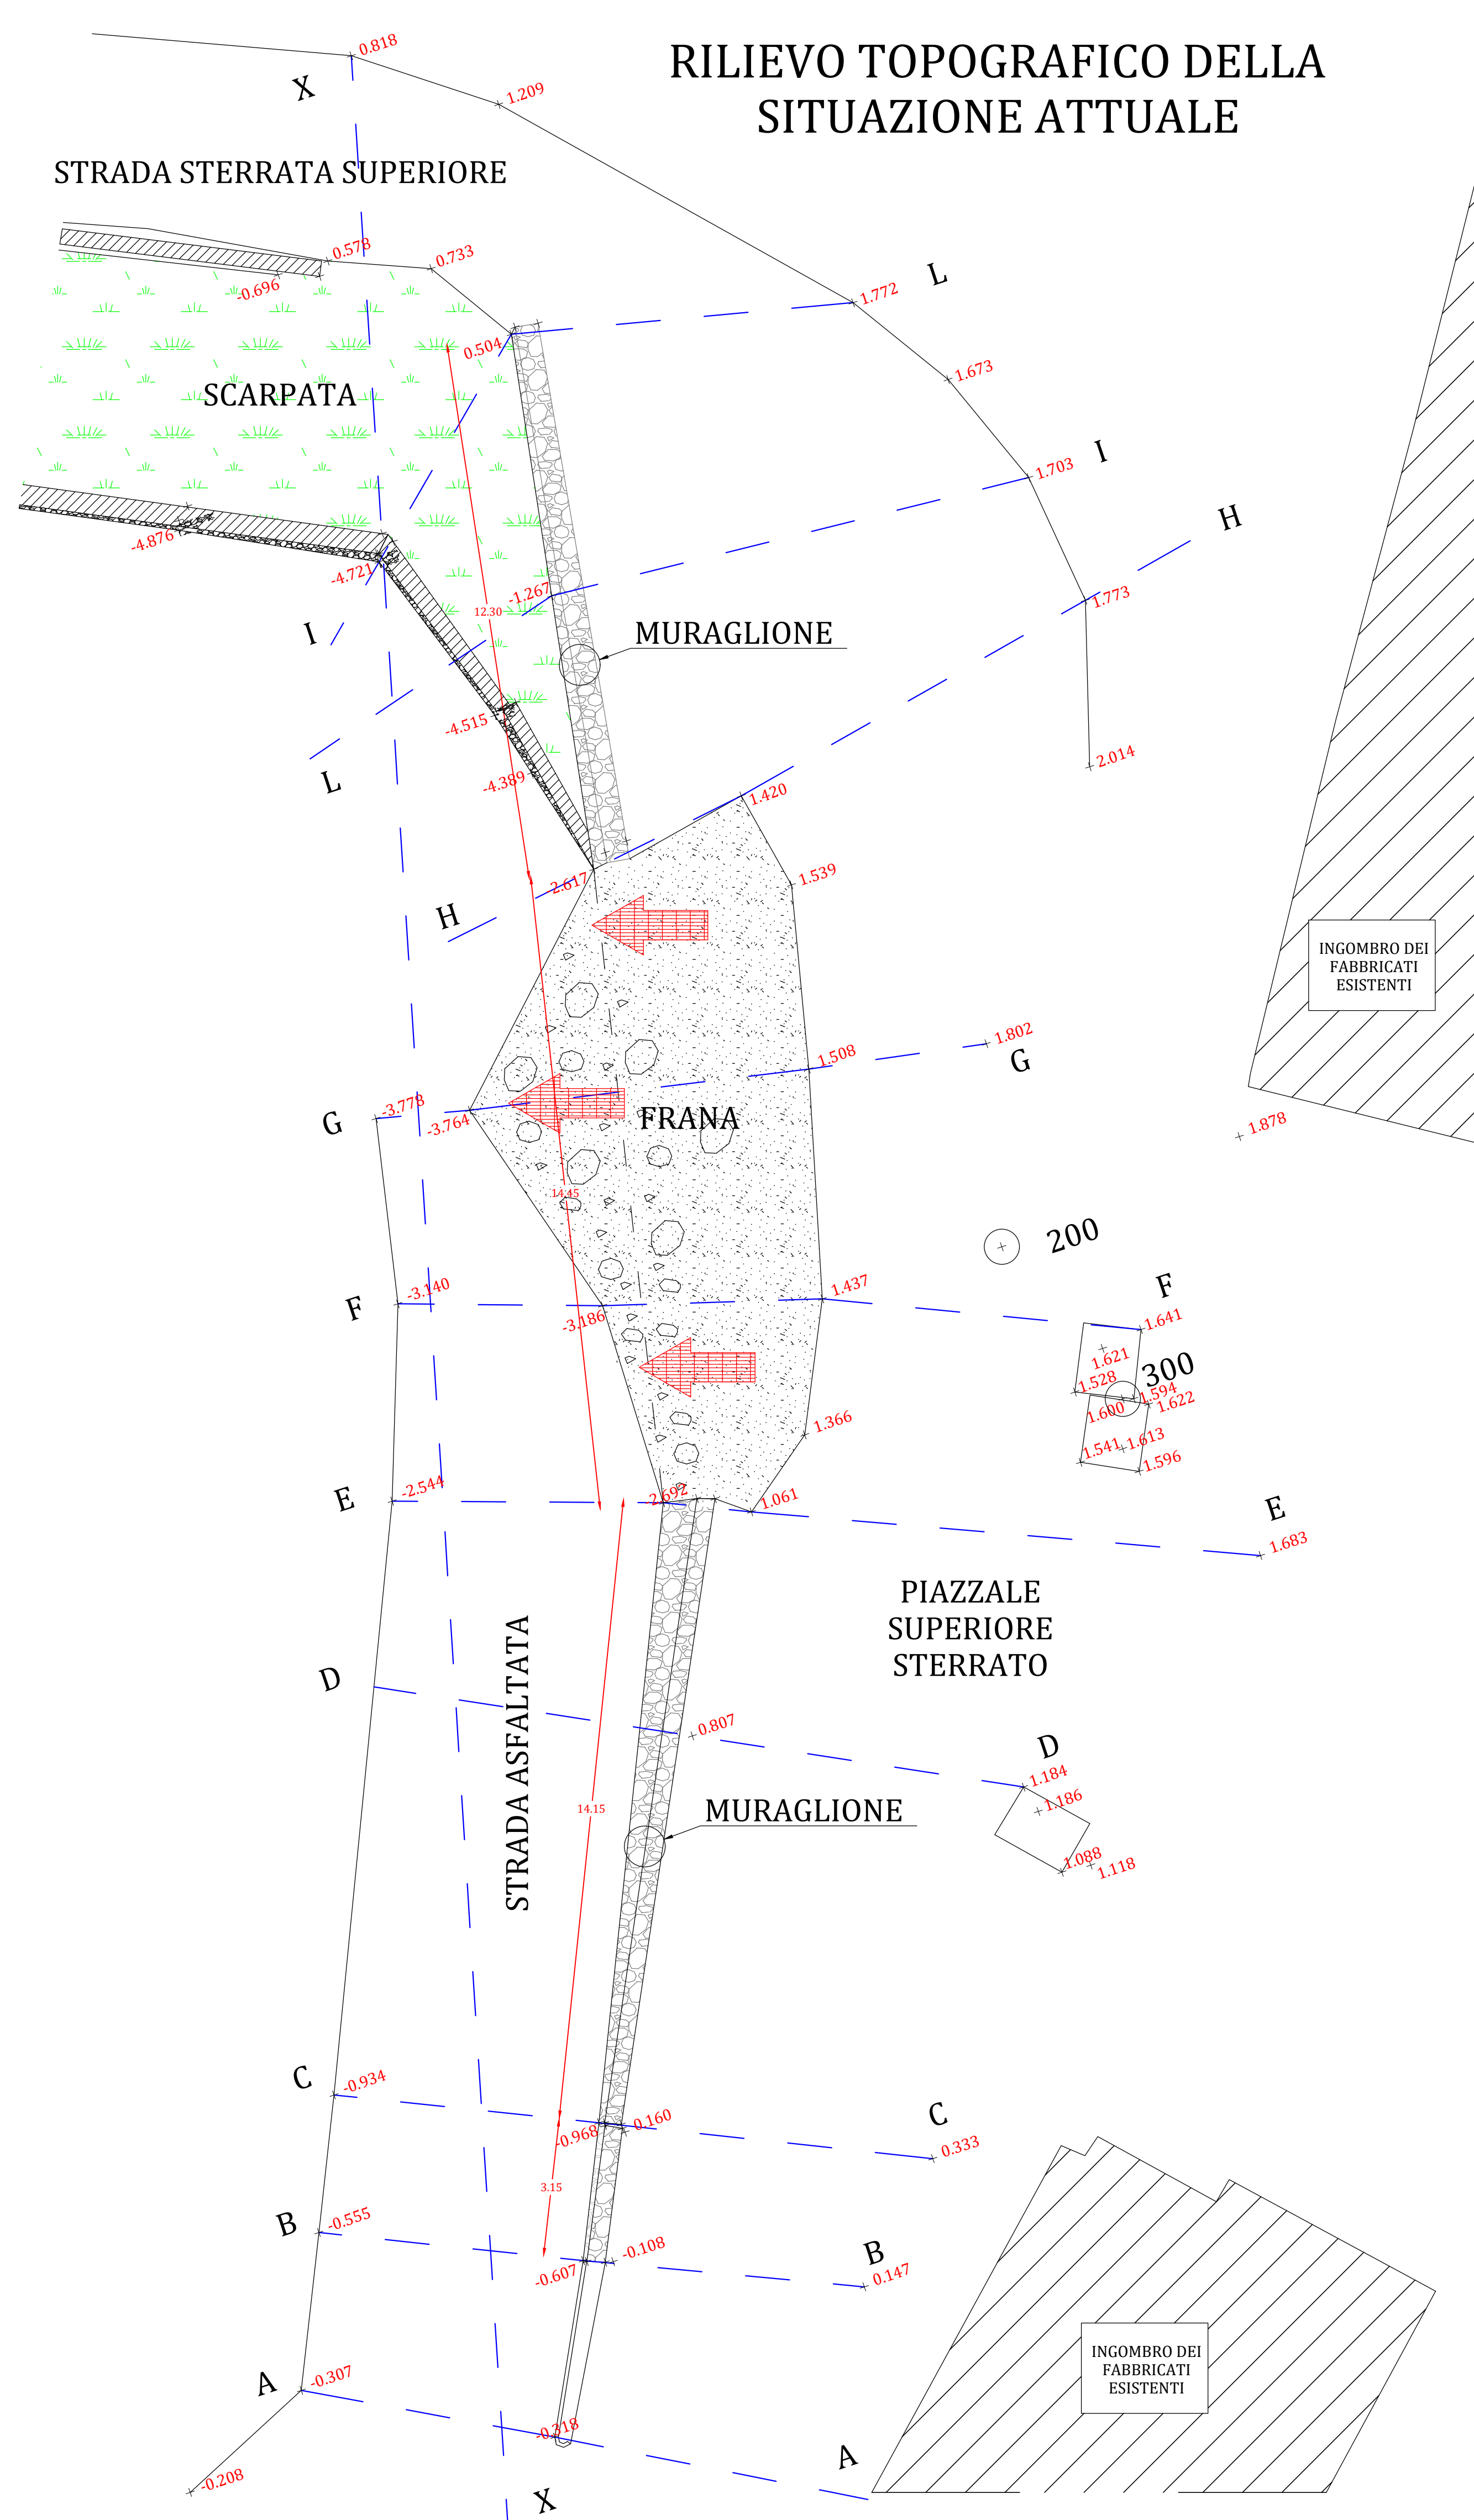 RILIEVO TOPOGRAFICO DELLA
SITUAZIONE ATTUALE
0.818
X
1.209
STRADA STERRATA SUPERIORE
0.578
0.733
-0.696
L
1.772
0.504
1.673
SCARPATA
I
1.703
H
-4.876
-4.721
-1.267
1.773
12.30
I
MURAGLIONE
-4.515
2.014
L
-4.389
1.420
-2.617
1.539
H
INGOMBRO DEI
FABBRICATI
ESISTENTI
1.802
1.508
G
G
-3.778
-3.764
FRANA
1.878
14.45
200
F
-3.140
1.437
F
-3.186
1.641
1.621
300
1.528
1.594
1.600
1.622
1.366
1.541
1.613
1.596
E
-2.544
-2.692
1.061
E
1.683
PIAZZALE
SUPERIORE
STERRATO
D
STRADA ASFALTATA
0.807
D
1.184
1.186
14.15
MURAGLIONE
1.088
1.118
C
-0.934
-0.968
0.160
C
0.333
3.15
B
-0.555
-0.607
-0.108
B
0.147
INGOMBRO DEI
FABBRICATI
ESISTENTI
A
-0.307
-0.318
A
-0.208
X